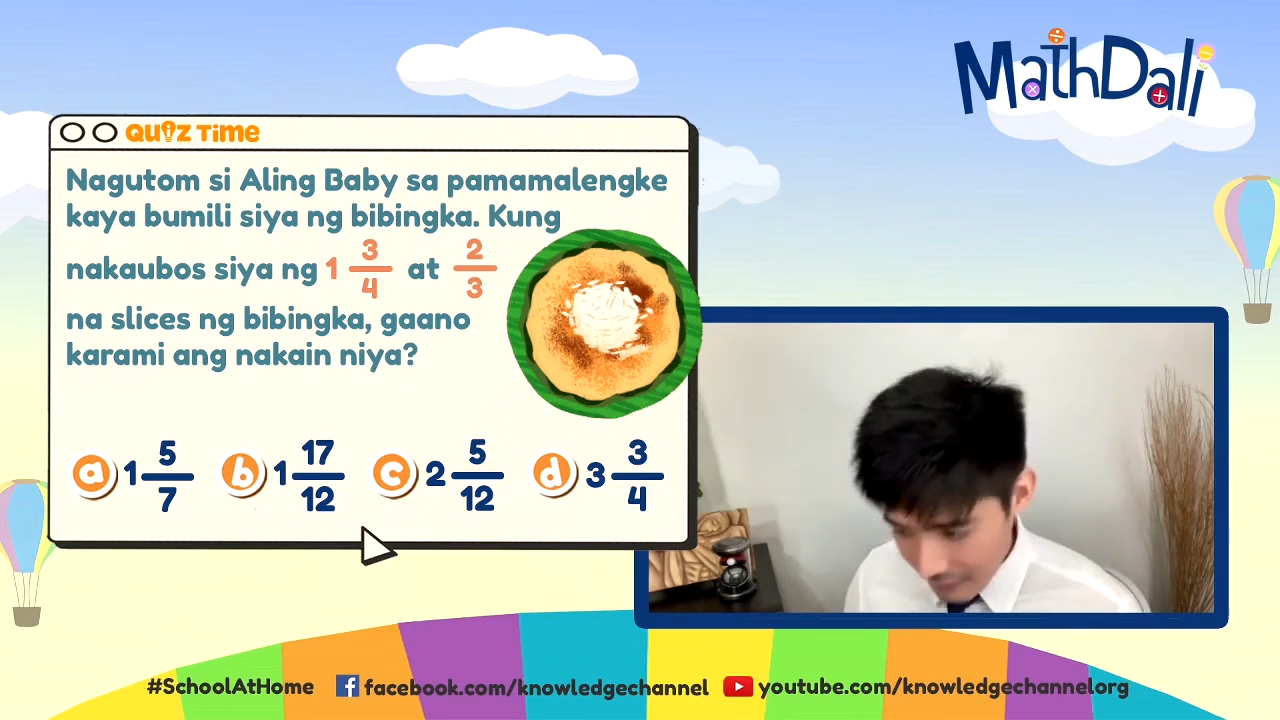 MathDali
QUIZ TIME
Nagutom si Aling Baby sa pamamalengke
kaya bumili siya ng bibingka. Kung
nakaubos siya ng 1 3/4 at 2/3
na slices ng bibingka, gaano
karami ang nakain niya?
a 1 5/7 b 1 17/12 c 2 5/12 d 3 3/4
#SchoolAtHome facebook.com/knowledgechannel youtube.com/knowledgechannelorg